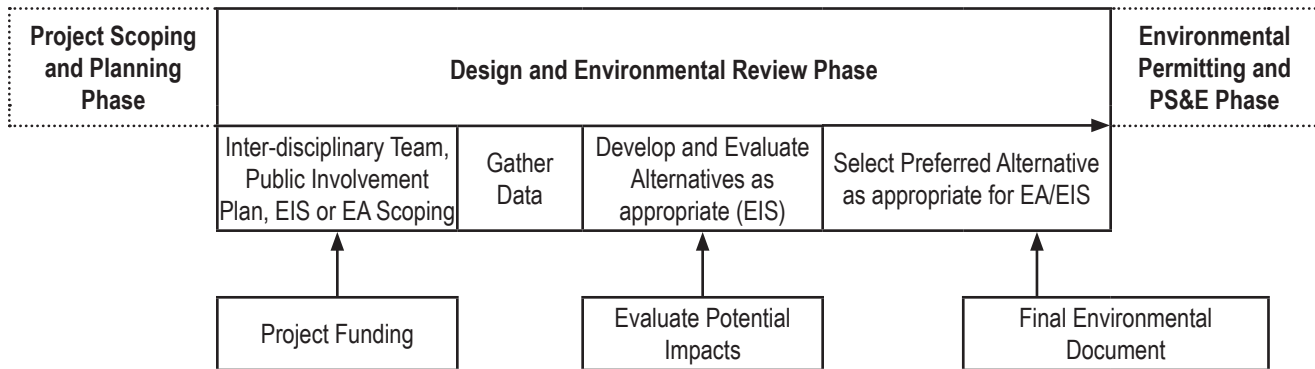 Project Scoping
and Planning
Phase
Design and Environmental Review Phase
Environmental
Permitting and
PS&E Phase
Inter-disciplinary Team,
Public Involvement
Plan, EIS or EA Scoping
Gather
Data
Develop and Evaluate
Alternatives as
appropriate (EIS)
Select Preferred Alternative
as appropriate for EA/EIS
Project Funding
Evaluate Potential
Impacts
Final Environmental
Document